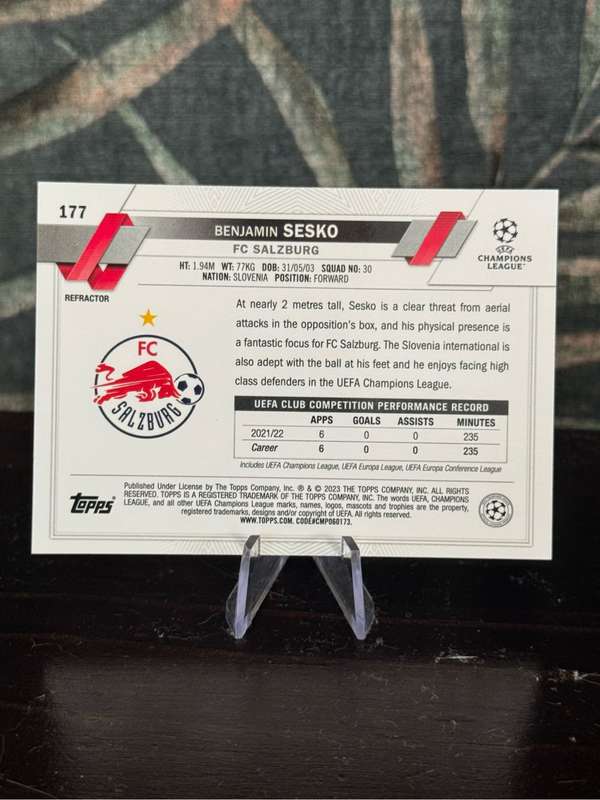 177
BENJAMIN SESKO
FC SALZBURG
CHAMPIONS
LEAGUE
HT: 1.94M WT: 77KG DOB: 31/05/03 SQUAD NO: 30
NATION: SLOVENIA POSITION: FORWARD
REFRACTOR
FC
SALZBURG
At nearly 2 metres tall, Sesko is a clear threat from aerial
attacks in the opposition's box, and his physical presence is
a fantastic focus for FC Salzburg. The Slovenia international is
also adept with the ball at his feet and he enjoys facing high
class defenders in the UEFA Champions League.
UEFA CLUB COMPETITION PERFORMANCE RECORD
APPS GOALS ASSISTS MINUTES
2021/22 6 0 0 235
Career 6 0 0 235
Includes UEFA Champions League, UEFA Europa League, UEFA Europa Conference League
Topps
Published Under License by The Topps Company, Inc. ® & © 2023 THE TOPPS COMPANY, INC. ALL RIGHTS
RESERVED. TOPPS IS A REGISTERED TRADEMARK OF THE TOPPS COMPANY, INC. The words UEFA, CHAMPIONS
LEAGUE, and all other UEFA Champions League marks, names, logos, mascots and trophies are the property,
registered trademarks, designs and/or copyright of UEFA. All rights reserved.
WWW.TOPPS.COM. CODE#CMP060173.